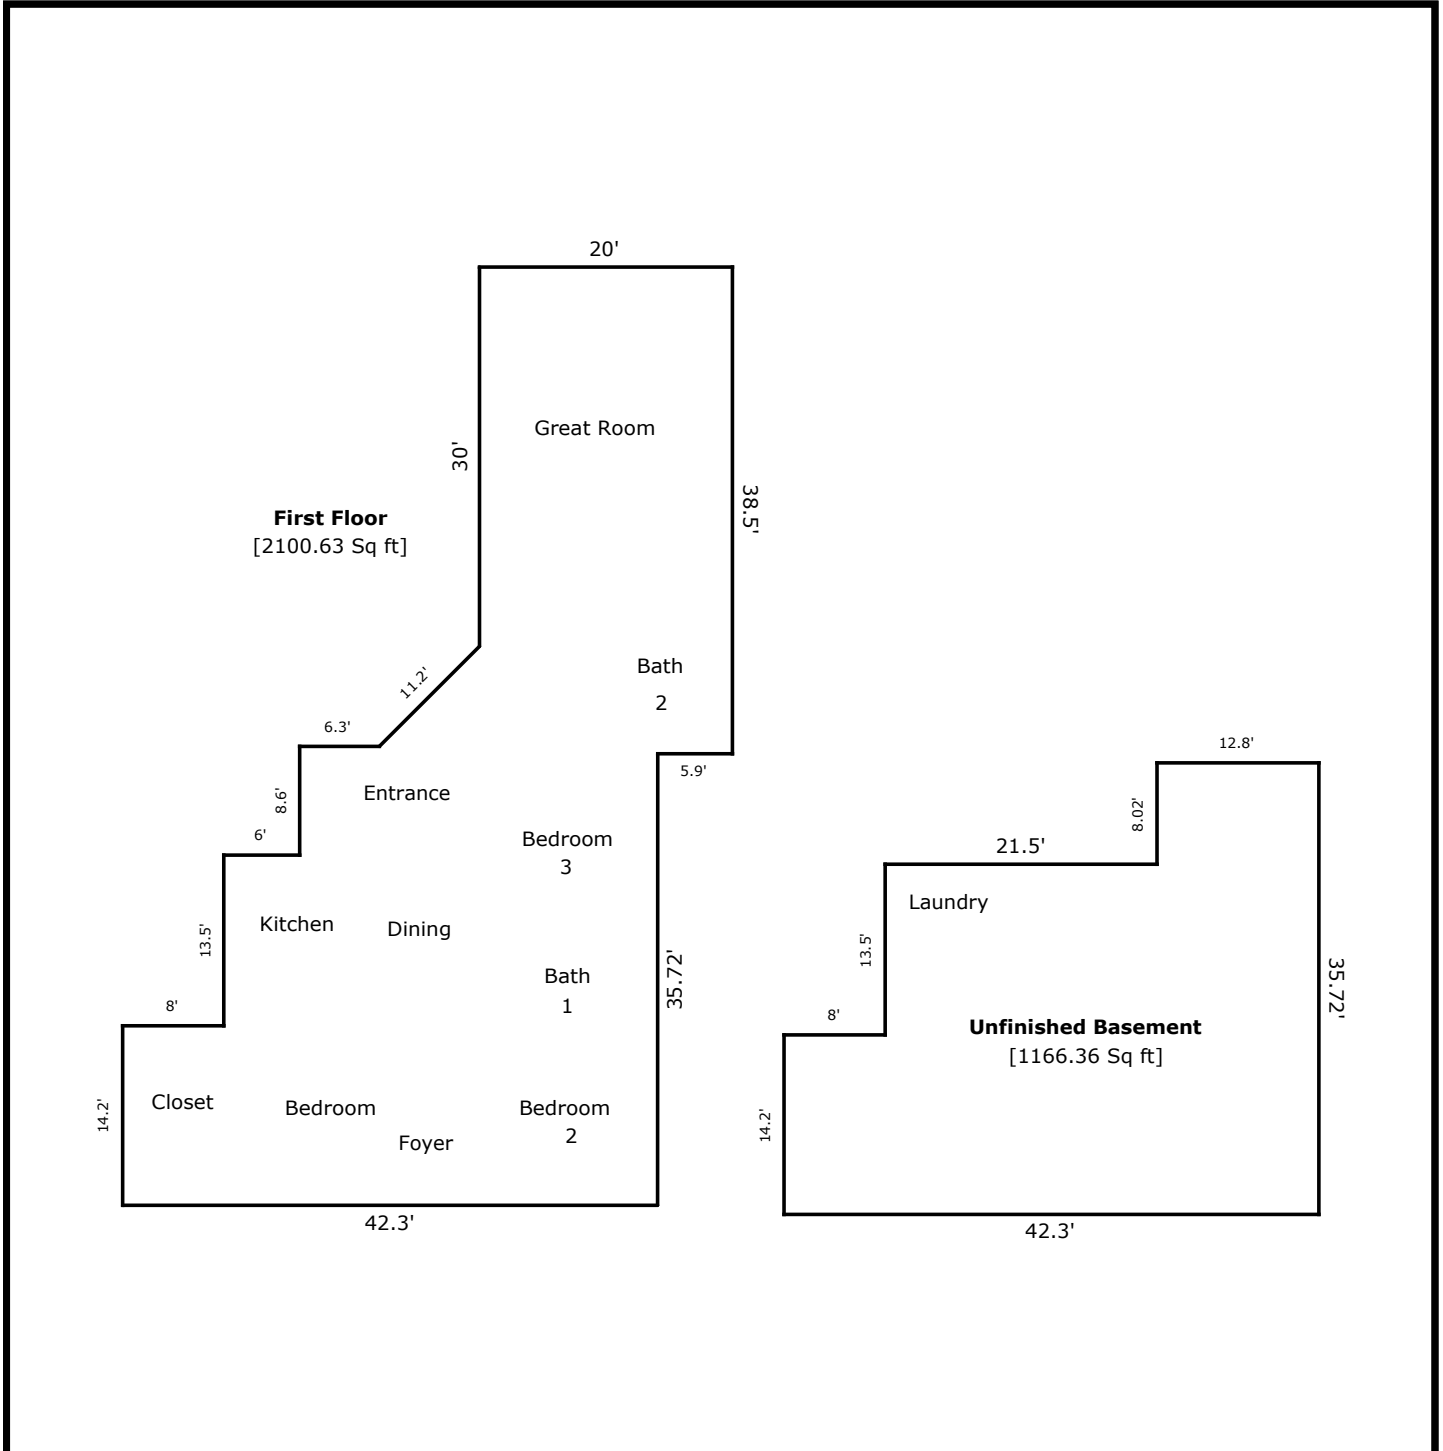 20'
Great Room
30'
38.5'
First Floor
[2100.63 Sq ft]
11.2'
Bath
2
6.3'
5.9'
8.6'
Entrance
6'
Bedroom
3
Kitchen
Dining
13.5'
Bath
1
35.72'
8'
14.2'
Closet
Bedroom
Foyer
Bedroom
2
42.3'
12.8'
8.02'
21.5'
Laundry
13.5'
35.72'
8'
Unfinished Basement
[1166.36 Sq ft]
14.2'
42.3'